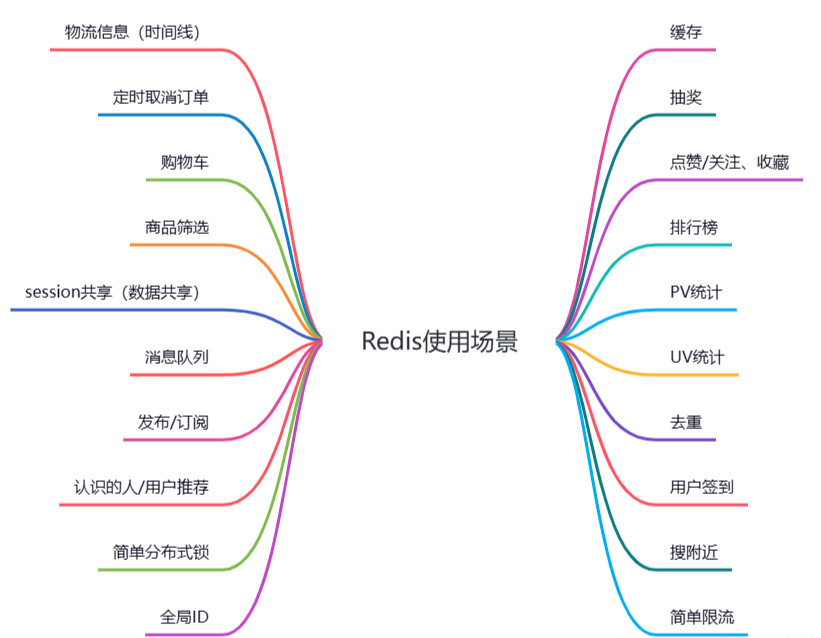 物流信息（时间线）
定时取消订单
购物车
商品筛选
session共享（数据共享）
消息队列
发布/订阅
认识的人/用户推荐
简单分布式锁
全局ID
Redis使用场景
缓存
抽奖
点赞/关注、收藏
排行榜
PV统计
UV统计
去重
用户签到
搜附近
简单限流